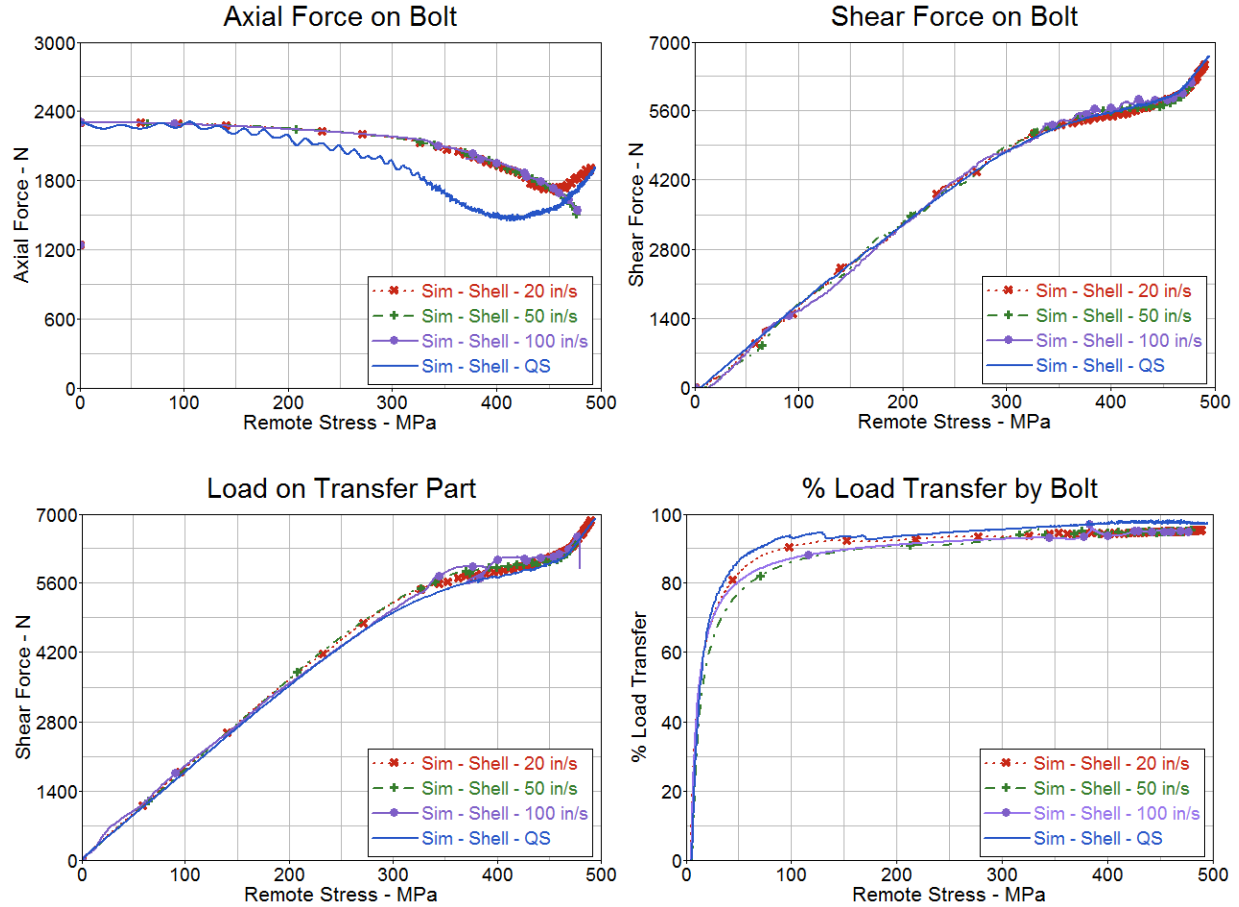 Axial Force on Bolt
Axial Force - N
3000
2400
1800
1200
600
0
0
100
200
300
400
500
Remote Stress - MPa
Sim - Shell - 20 in/s
Sim - Shell - 50 in/s
Sim - Shell - 100 in/s
Sim - Shell - QS
Shear Force on Bolt
Shear Force - N
7000
5600
4200
2800
1400
0
0
100
200
300
400
500
Remote Stress - MPa
Sim - Shell - 20 in/s
Sim - Shell - 50 in/s
Sim - Shell - 100 in/s
Sim - Shell - QS
Load on Transfer Part
Shear Force - N
7000
5600
4200
2800
1400
0
0
100
200
300
400
500
Remote Stress - MPa
Sim - Shell - 20 in/s
Sim - Shell - 50 in/s
Sim - Shell - 100 in/s
Sim - Shell - QS
% Load Transfer by Bolt
% Load Transfer
100
80
60
40
20
0
0
100
200
300
400
500
Remote Stress - MPa
Sim - Shell - 20 in/s
Sim - Shell - 50 in/s
Sim - Shell - 100 in/s
Sim - Shell - QS